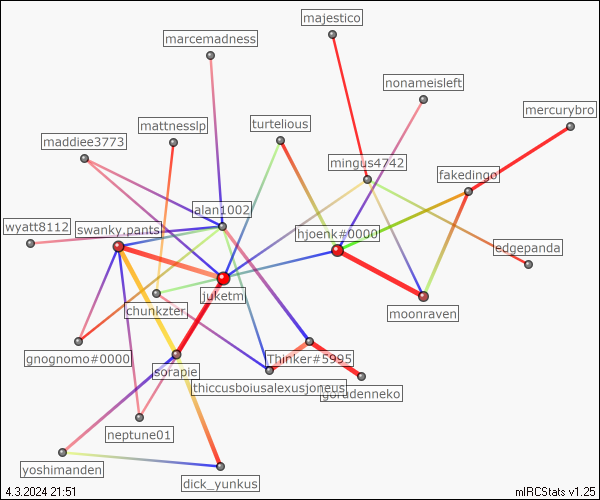 majestico
marcemadness
nonameisleft
mercurybro
turtelious
mattnesslp
maddiee3773
mingus4742
fakedingo
alan1002
wyatt8112
swanky.pants
hjoenk#0000
edgepanda
juketm
chunkzter
moonraven
gnognomo#0000
Thinker#5995
sorapie
thiccusboiusalexusjoneus
gorudenneko
neptune01
yoshimanden
dick_yunkus
4.3.2024 21:51
mIRCStats v1.25